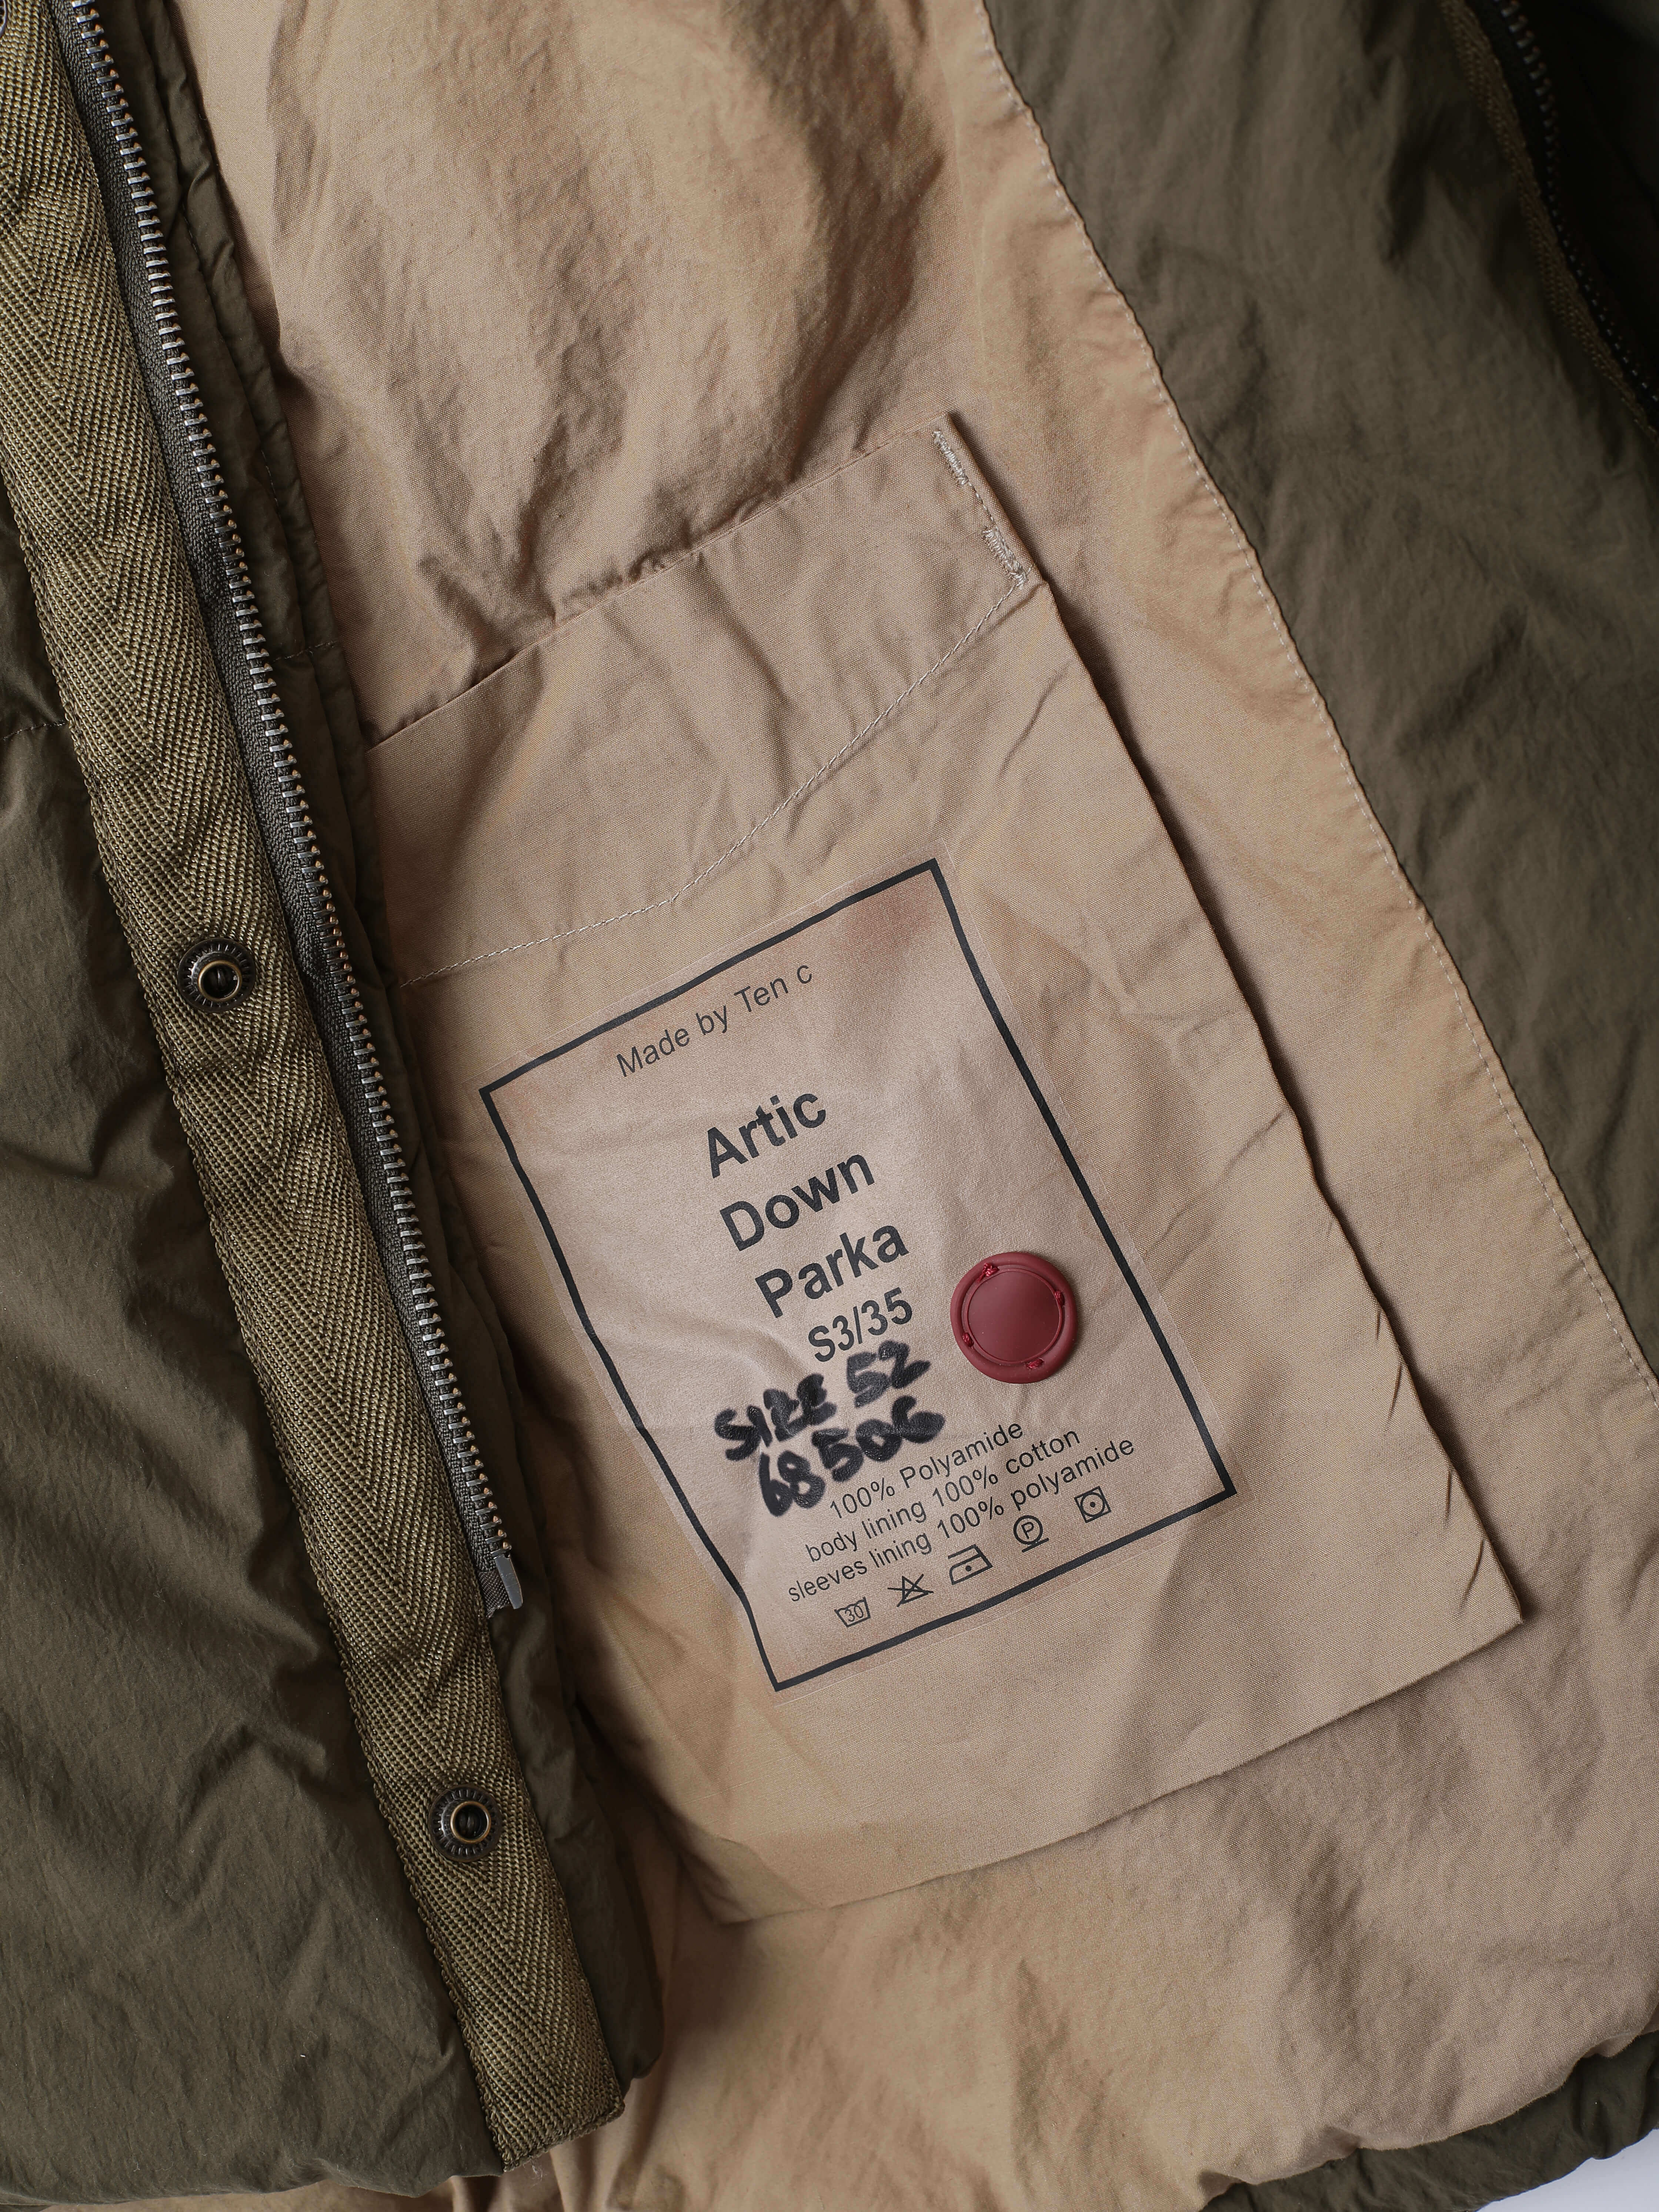 Made by Ten c
Artic
Down
Parka
S3/35
SIZE 52
68506
100% Polyamide
body lining 100% cotton
sleeves lining 100% polyamide
30
P